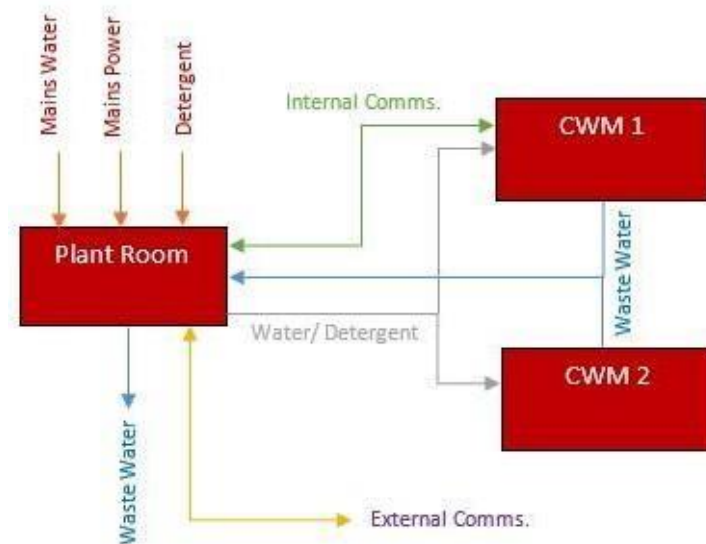 Mains Water
Mains Power
Detergent
Internal Comms.
CWM 1
Plant Room
Waste Water
Water/ Detergent
CWM 2
Waste Water
External Comms.